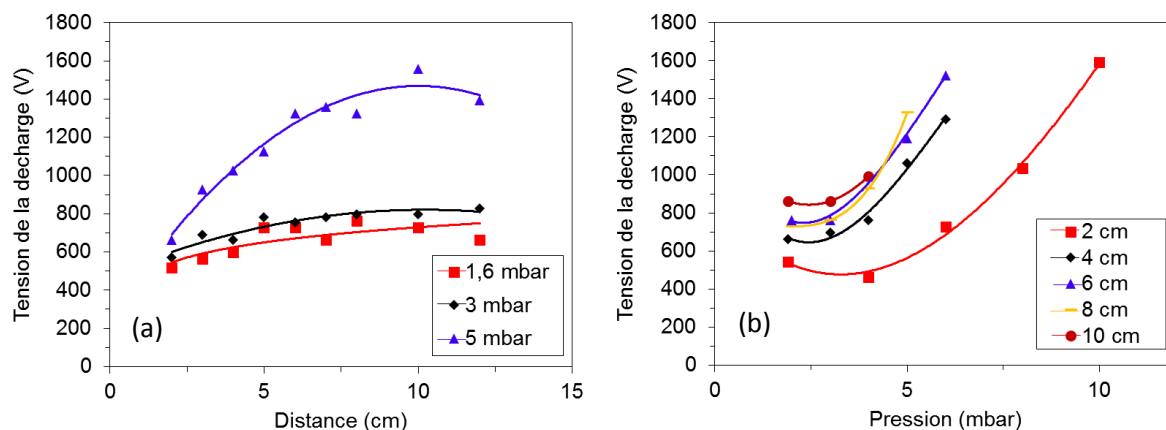 1800
1600
1400
1200
1000
800
600
400
200
0
Tension de la decharge (V)
(a)
1,6 mbar
3 mbar
5 mbar
0
5
10
15
Distance (cm)
1800
1600
1400
1200
1000
800
600
400
200
0
Tension de la decharge (V)
(b)
2 cm
4 cm
6 cm
8 cm
10 cm
0
5
10
Pression (mbar)